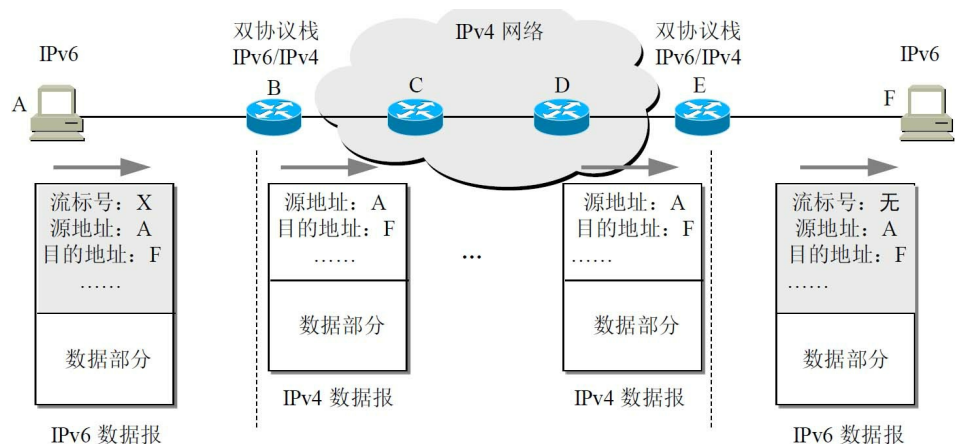 IPv6
双协议栈
IPv6/IPv4
IPv4 网络
双协议栈
IPv6/IPv4
IPv6
A
B
C
D
E
F
流标号：X
源地址：A
目的地址：F
……
数据部分
IPv6 数据报
源地址：A
目的地址：F
……
数据部分
IPv4 数据报
...
源地址：A
目的地址：F
……
数据部分
IPv4 数据报
流标号：无
源地址：A
目的地址：F
……
数据部分
IPv6 数据报